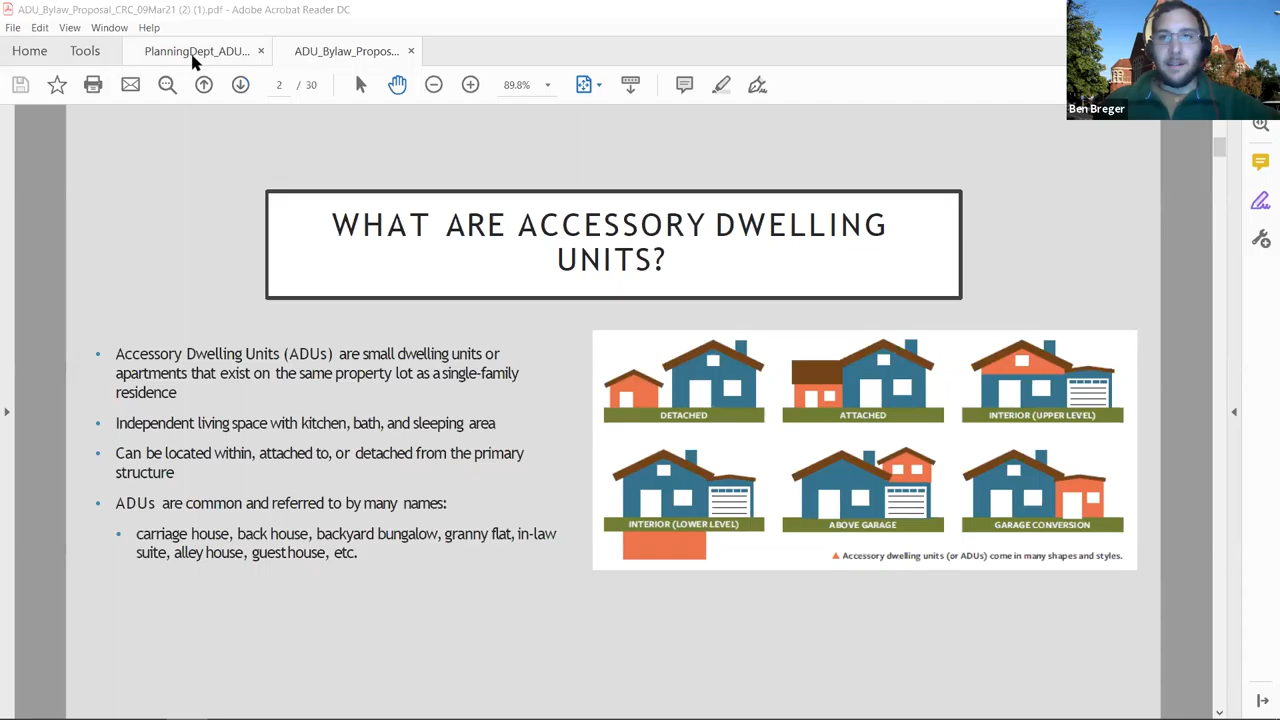 ADU_Bylaw_Proposal_CRC_09Mar21 (2) (1).pdf - Adobe Acrobat Reader DC
File Edit View Window Help
Home Tools PlanningDept_ADU... × ADU_Bylaw_Propos... ×
2 / 30 89.8%
Ben Breger
WHAT ARE ACCESSORY DWELLING
UNITS?
• Accessory Dwelling Units (ADUs) are small dwelling units or
apartments that exist on the same property lot as a single-family
residence
• Independent living space with kitchen, bath, and sleeping area
• Can be located within, attached to, or detached from the primary
structure
• ADUs are common and referred to by many names:
• carriage house, back house, backyard bungalow, granny flat, in-law
suite, alley house, guest house, etc.
DETACHED
ATTACHED
INTERIOR (UPPER LEVEL)
INTERIOR (LOWER LEVEL)
ABOVE GARAGE
GARAGE CONVERSION
▲ Accessory dwelling units (or ADUs) come in many shapes and styles.